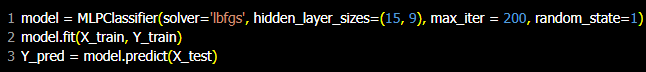 1 model = MLPClassifier(solver='lbfgs', hidden_layer_sizes=(15, 9), max_iter = 200, random_state=1)
2 model.fit(X_train, Y_train)
3 Y_pred = model.predict(X_test)